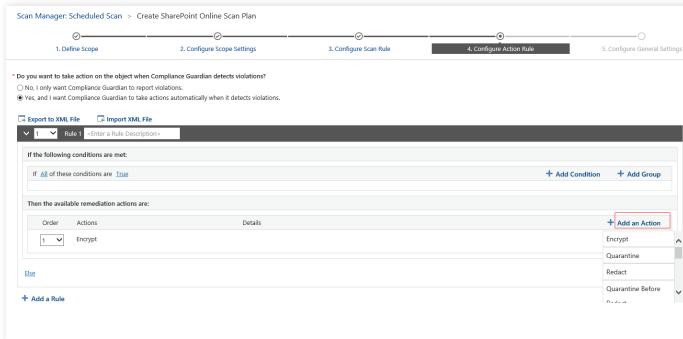 Scan Manager: Scheduled Scan > Create SharePoint Online Scan Plan
1. Define Scope
2. Configure Scope Settings
3. Configure Scan Rule
4. Configure Action Rule
5. Configure General Settings
* Do you want to take action on the object when Compliance Guardian detects violations?
No, I only want Compliance Guardian to report violations.
Yes, and I want Compliance Guardian to take actions automatically when it detects violations.
Export to XML File Import XML File
1 Rule 1 <Enter a Rule Description>
If the following conditions are met:
If All of these conditions are True + Add Condition + Add Group
Then the available remediation actions are:
Order Actions Details + Add an Action
1 Encrypt
Encrypt
Quarantine
Redact
Quarantine Before
Redact
Else
+ Add a Rule